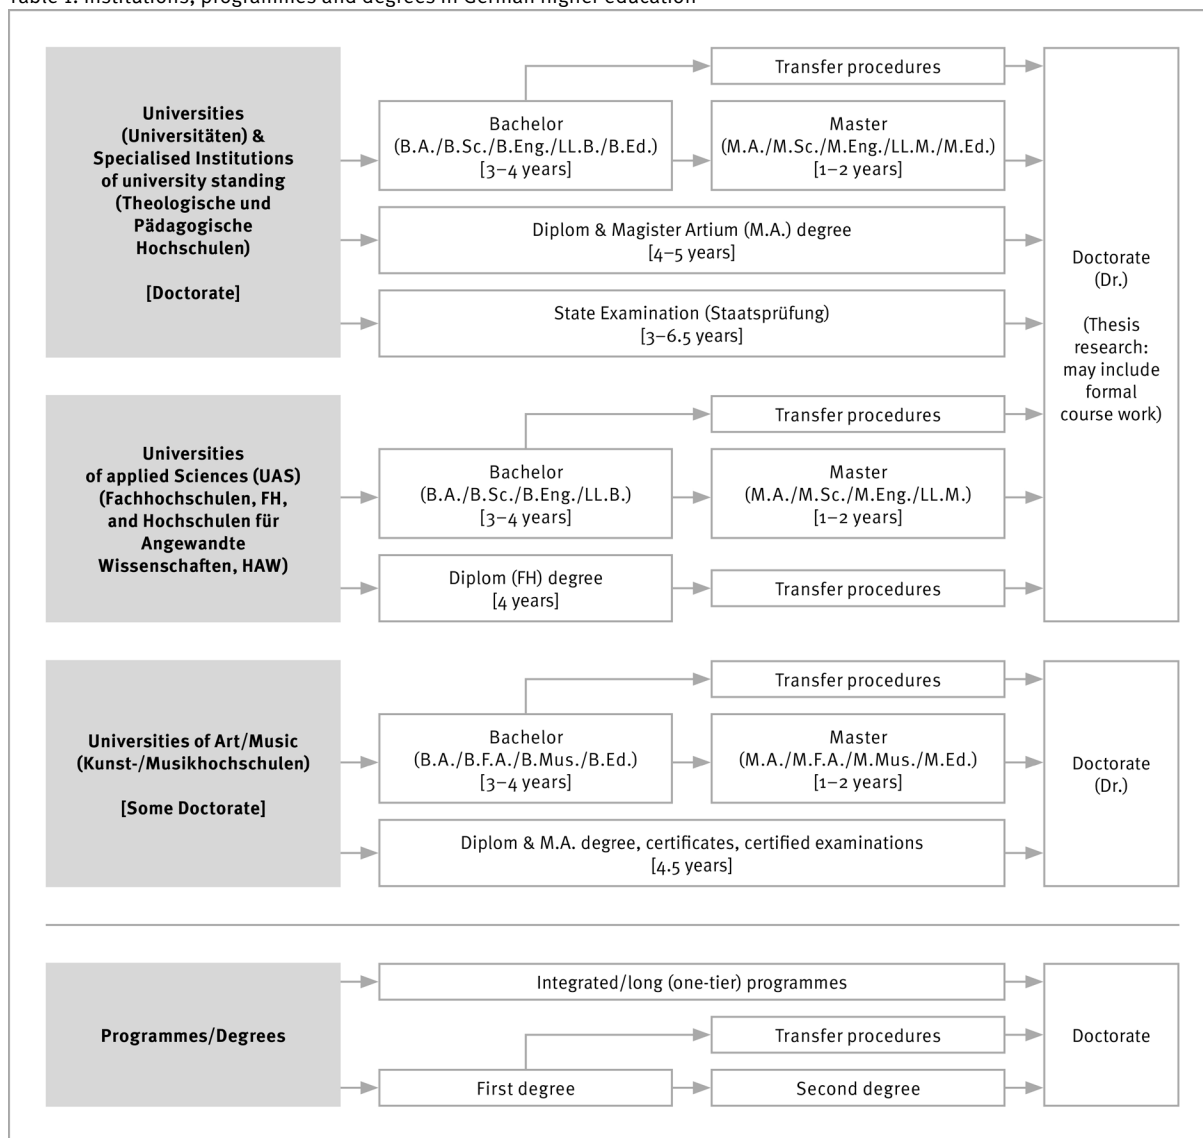 Table 1: Institutions, programmes and degrees in German higher education
Universities
(Universitäten) &
Specialised Institutions
of university standing
(Theologische und
Pädagogische
Hochschulen)
[Doctorate]
Transfer procedures
Bachelor
(B.A./B.Sc./B.Eng./LL.B./B.Ed.)
[3–4 years]
Master
(M.A./M.Sc./M.Eng./LL.M./M.Ed.)
[1–2 years]
Diplom & Magister Artium (M.A.) degree
[4–5 years]
State Examination (Staatsprüfung)
[3–6.5 years]
Doctorate
(Dr.)
(Thesis
research:
may include
formal
course work)
Universities
of applied Sciences (UAS)
(Fachhochschulen, FH,
and Hochschulen für
Angewandte
Wissenschaften, HAW)
Transfer procedures
Bachelor
(B.A./B.Sc./B.Eng./LL.B.)
[3–4 years]
Master
(M.A./M.Sc./M.Eng./LL.M.)
[1–2 years]
Diplom (FH) degree
[4 years]
Transfer procedures
Universities of Art/Music
(Kunst-/Musikhochschulen)
[Some Doctorate]
Transfer procedures
Bachelor
(B.A./B.F.A./B.Mus./B.Ed.)
[3–4 years]
Master
(M.A./M.F.A./M.Mus./M.Ed.)
[1–2 years]
Diplom & M.A. degree, certificates, certified examinations
[4.5 years]
Doctorate
(Dr.)
Programmes/Degrees
Integrated/long (one-tier) programmes
Transfer procedures
First degree
Second degree
Doctorate